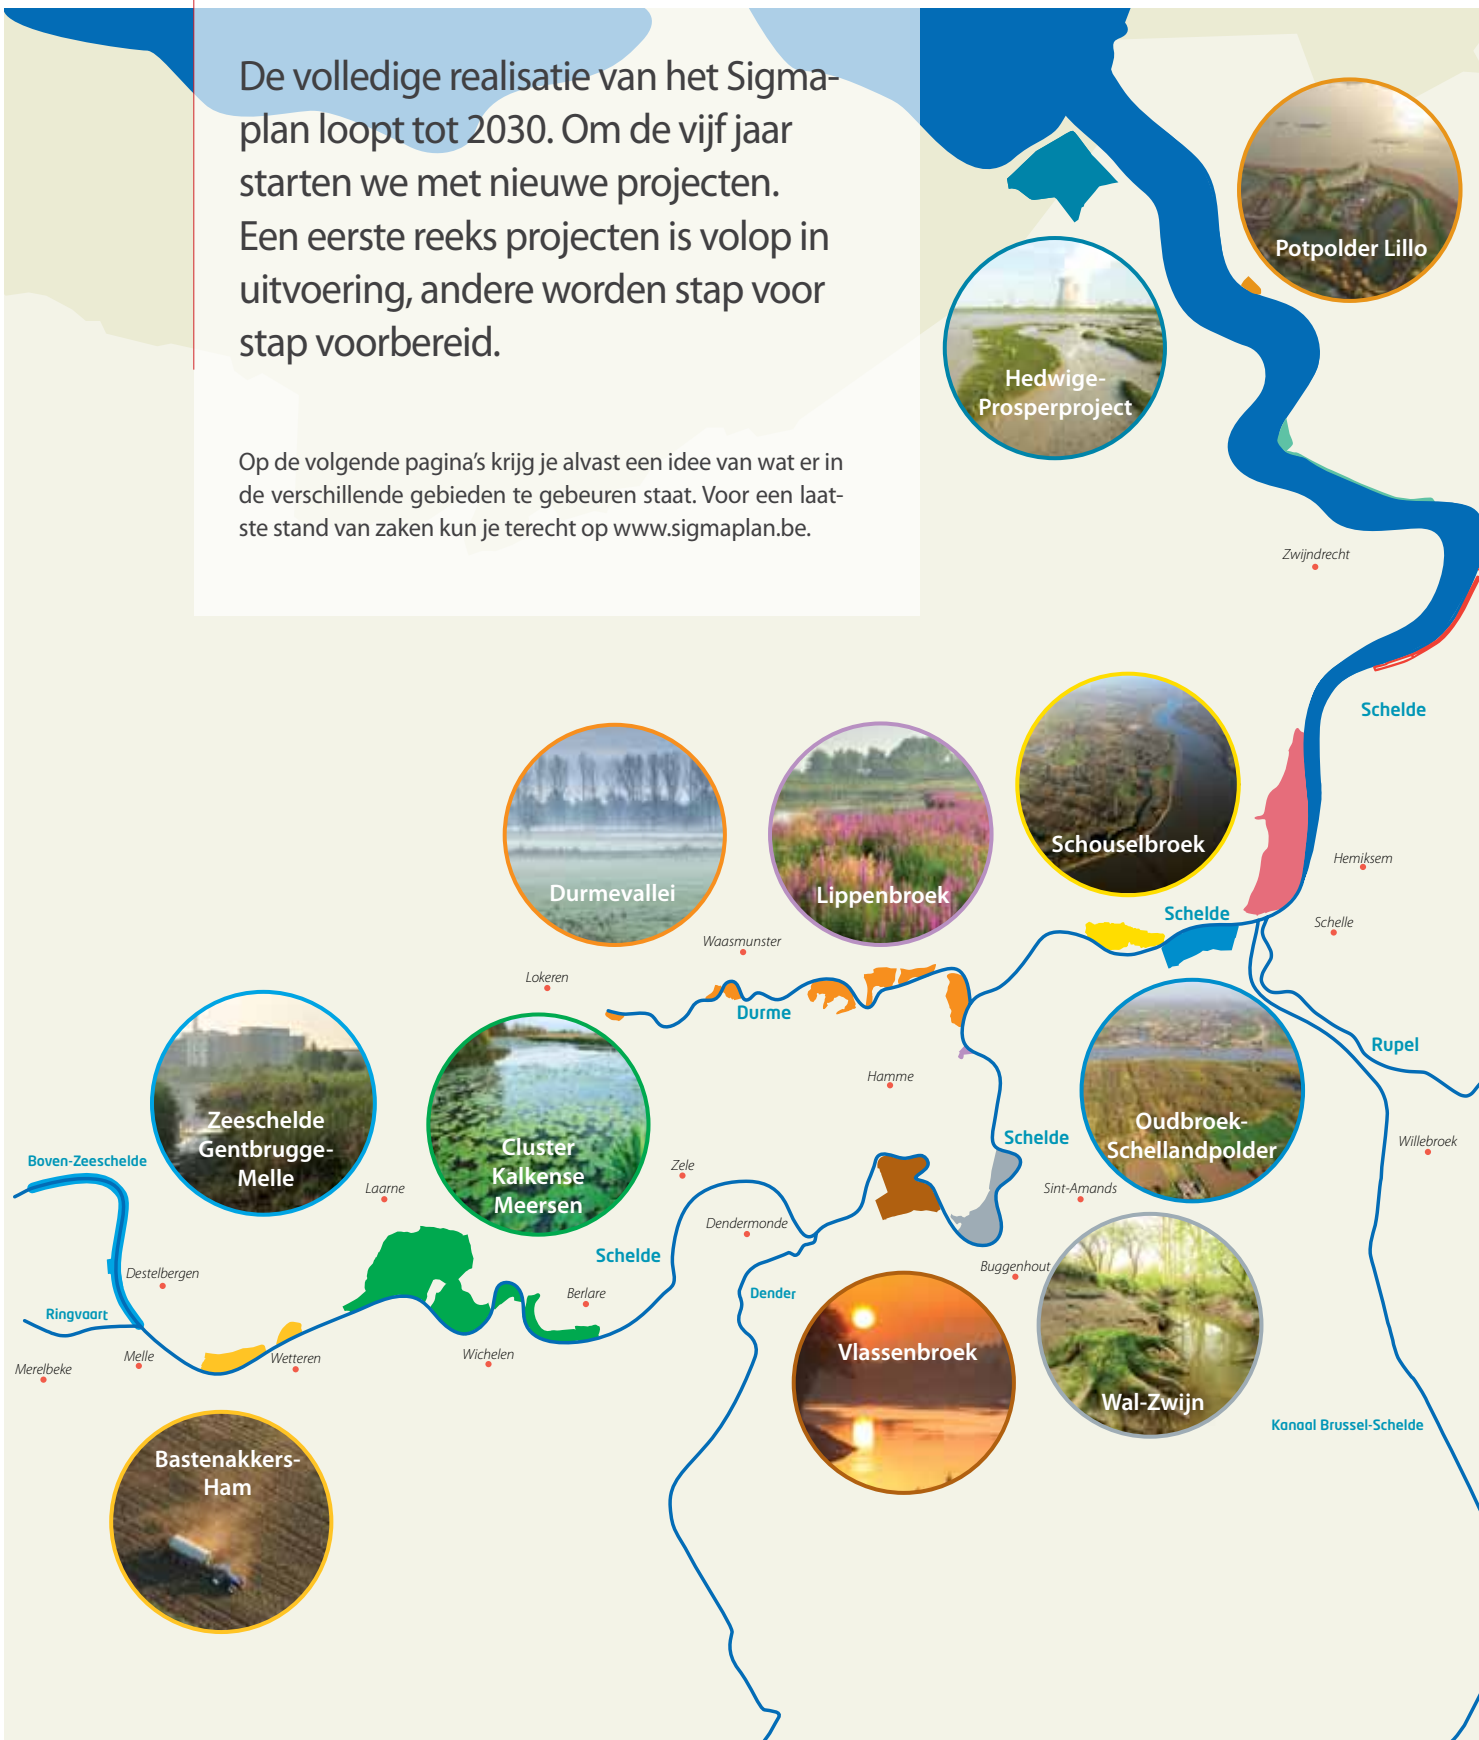 De volledige realisatie van het Sigma-
plan loopt tot 2030. Om de vijf jaar
starten we met nieuwe projecten.
Een eerste reeks projecten is volop in
uitvoering, andere worden stap voor
stap voorbereid.
Op de volgende pagina's krijg je alvast een idee van wat er in
de verschillende gebieden te gebeuren staat. Voor een laat-
ste stand van zaken kun je terecht op www.sigmaplan.be.
Potpolder Lillo
Hedwige-
Prosperproject
Zwijndrecht
Schelde
Schouselbroek
Durmevallei
Lippenbroek
Hemiksem
Schelde
Schelle
Waasmunster
Lokeren
Durme
Rupel
Hamme
Zeeschelde
Gentbrugge-
Melle
Cluster
Kalkense
Meersen
Oudbroek-
Schellandpolder
Schelde
Willebroek
Boven-Zeeschelde
Laarne
Zele
Sint-Amands
Dendermonde
Schelde
Destelbergen
Buggenhout
Berlare
Dender
Ringvaart
Merelbeke
Melle
Wetteren
Wichelen
Vlassenbroek
Wal-Zwijn
Kanaal Brussel-Schelde
Bastenakkers-
Ham